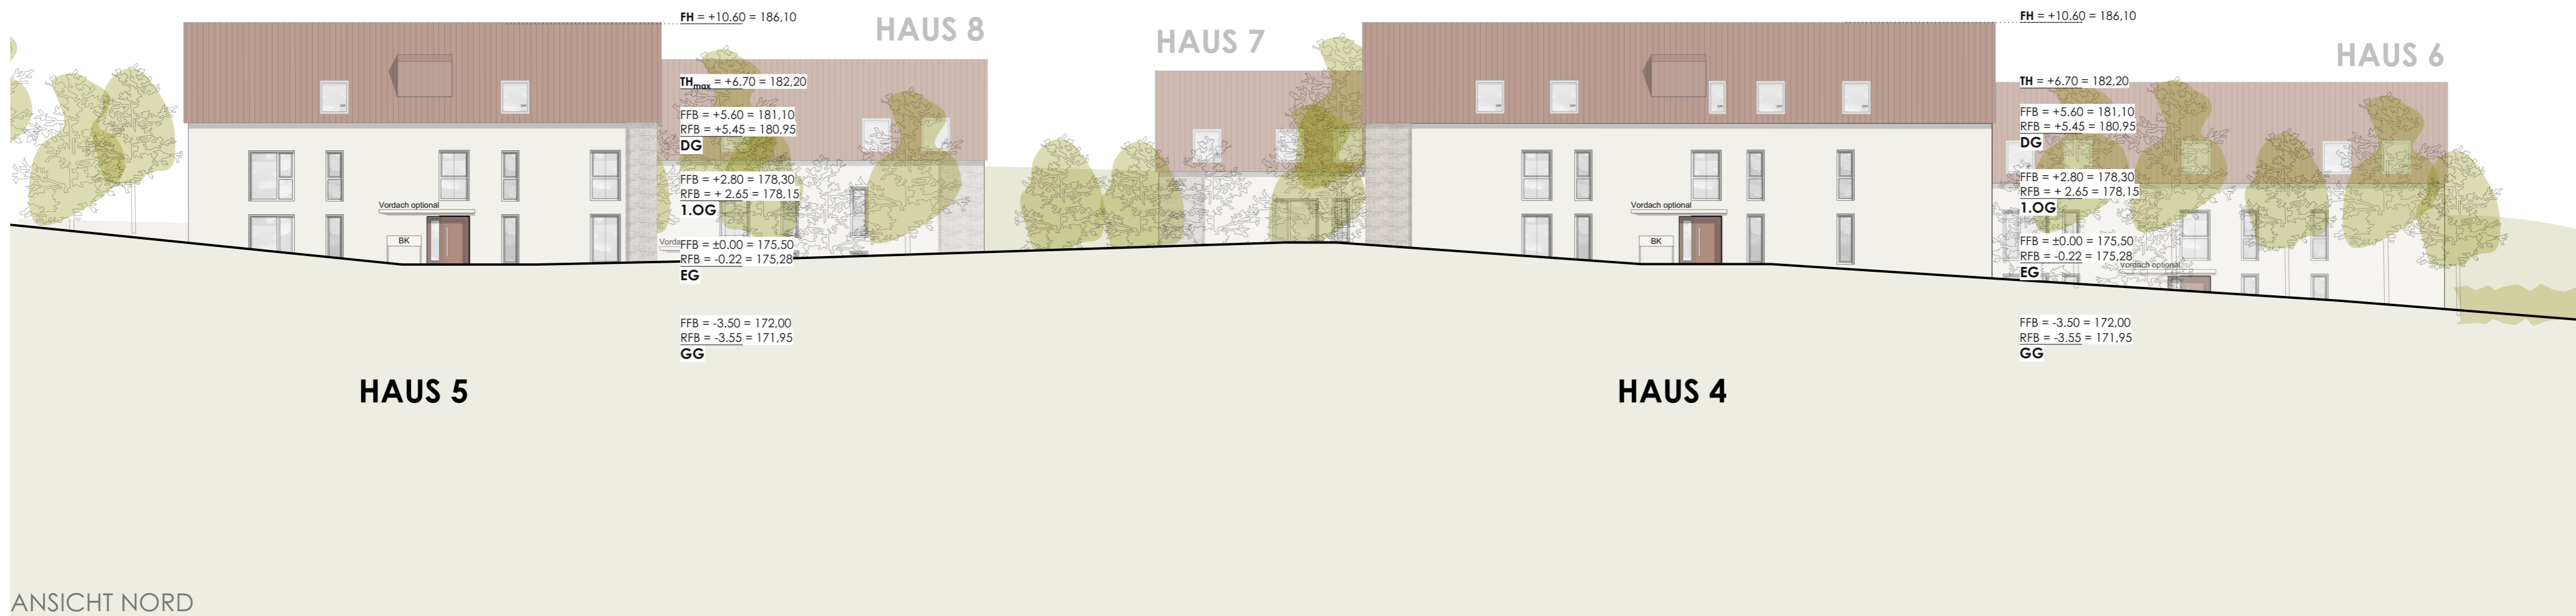 FH = +10.60 = 186,10
HAUS 8
HAUS 7
FH = +10.60 = 186,10
HAUS 6
THmax = +6.70 = 182,20
FFB = +5.60 = 181,10
RFB = +5.45 = 180,95
DG
FFB = +2.80 = 178,30
RFB = + 2.65 = 178,15
1.OG
FFB = ±0.00 = 175,50
RFB = -0.22 = 175,28
EG
FFB = -3.50 = 172,00
RFB = -3.55 = 171,95
GG
TH = +6.70 = 182,20
FFB = +5.60 = 181,10
RFB = +5.45 = 180,95
DG
FFB = +2.80 = 178,30
RFB = + 2.65 = 178,15
1.OG
FFB = ±0.00 = 175,50
RFB = -0.22 = 175,28
EG
FFB = -3.50 = 172,00
RFB = -3.55 = 171,95
GG
Vordach optional
BK
Vorda
Vordach optional
BK
Vordach optional
HAUS 5
HAUS 4
ANSICHT NORD